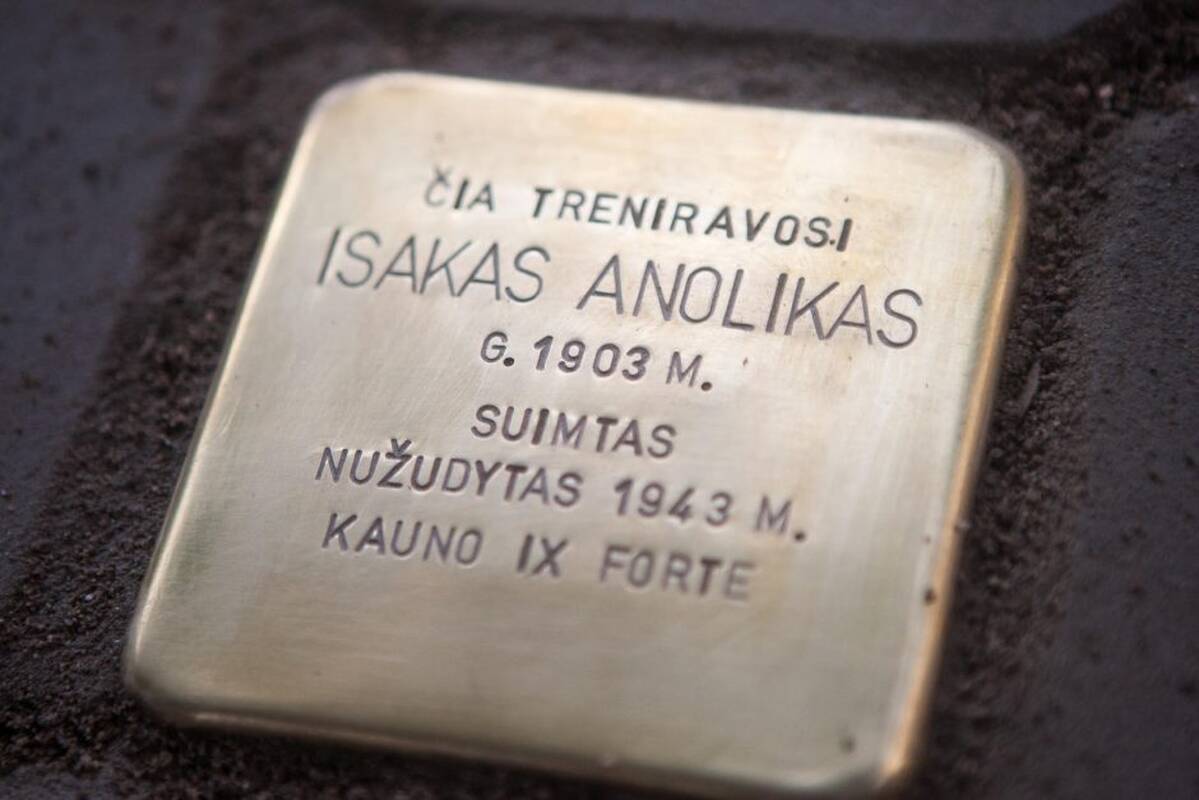 ČIA TRENIRAVOSI
ISAKAS ANOLIKAS
G. 1903 M.
SUIMTAS
NUŽUDYTAS 1943 M.
KAUNO IX FORTE